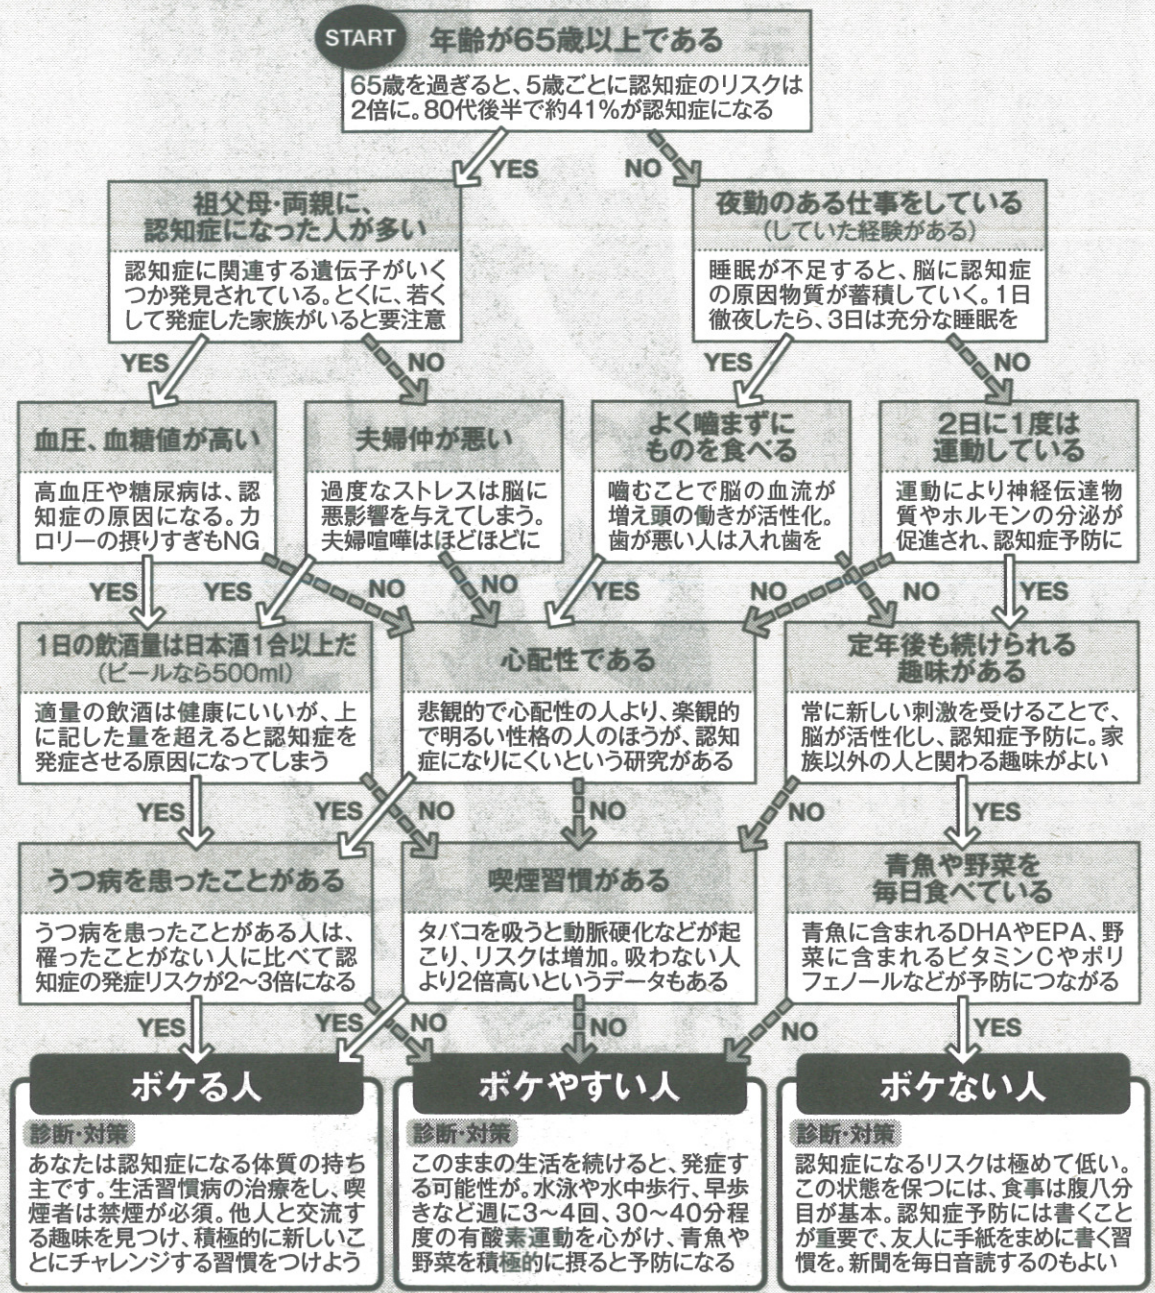 START
年齢が65歳以上である
65歳を過ぎると、5歳ごとに認知症のリスクは
2倍に。80代後半で約41%が認知症になる
YES
NO
祖父母・両親に、
認知症になった人が多い
認知症に関連する遺伝子がいく
つか発見されている。とくに、若く
して発症した家族がいると要注意
夜勤のある仕事をしている
(していた経験がある)
睡眠が不足すると、脳に認知症
の原因物質が蓄積していく。1日
徹夜したら、3日は充分な睡眠を
YES
NO
YES
NO
血圧、血糖値が高い
高血圧や糖尿病は、認
知症の原因になる。カ
ロリーの摂りすぎもNG
夫婦仲が悪い
過度なストレスは脳に
悪影響を与えてしまう。
夫婦喧嘩はほどほどに
よく嚙まずに
ものを食べる
嚙むことで脳の血流が
増え頭の働きが活性化。
歯が悪い人は入れ歯を
2日に1度は
運動している
運動により神経伝達物
質やホルモンの分泌が
促進され、認知症予防に
YES
YES
NO
NO
YES
NO
NO
YES
1日の飲酒量は日本酒1合以上だ
(ビールなら500ml)
適量の飲酒は健康にいいが、上
に記した量を超えると認知症を
発症させる原因になってしまう
心配性である
悲観的で心配性の人より、楽観的
で明るい性格の人のほうが、認知
症になりにくいという研究がある
定年後も続けられる
趣味がある
常に新しい刺激を受けることで、
脳が活性化し、認知症予防に。家
族以外の人と関わる趣味がよい
YES
YES
NO
NO
NO
YES
うつ病を患ったことがある
うつ病を患ったことがある人は、
罹ったことがない人に比べて認
知症の発症リスクが2〜3倍になる
喫煙習慣がある
タバコを吸うと動脈硬化などが起
こり、リスクは増加。吸わない人
より2倍高いというデータもある
青魚や野菜を
毎日食べている
青魚に含まれるDHAやEPA、野
菜に含まれるビタミンCやポリ
フェノールなどが予防につながる
YES
YES
NO
NO
NO
YES
ボケる人
診断・対策
あなたは認知症になる体質の持ち
主です。生活習慣病の治療をし、喫
煙者は禁煙が必須。他人と交流す
る趣味を見つけ、積極的に新しいこ
とにチャレンジする習慣をつけよう
ボケやすい人
診断・対策
このままの生活を続けると、発症す
る可能性が。水泳や水中歩行、早歩
きなど週に3〜4回、30〜40分程
度の有酸素運動を心がけ、青魚や
野菜を積極的に摂ると予防になる
ボケない人
診断・対策
認知症になるリスクは極めて低い。
この状態を保つには、食事は腹八分
目が基本。認知症予防には書くこと
が重要で、友人に手紙をまめに書く習
慣を。新聞を毎日音読するのもよい